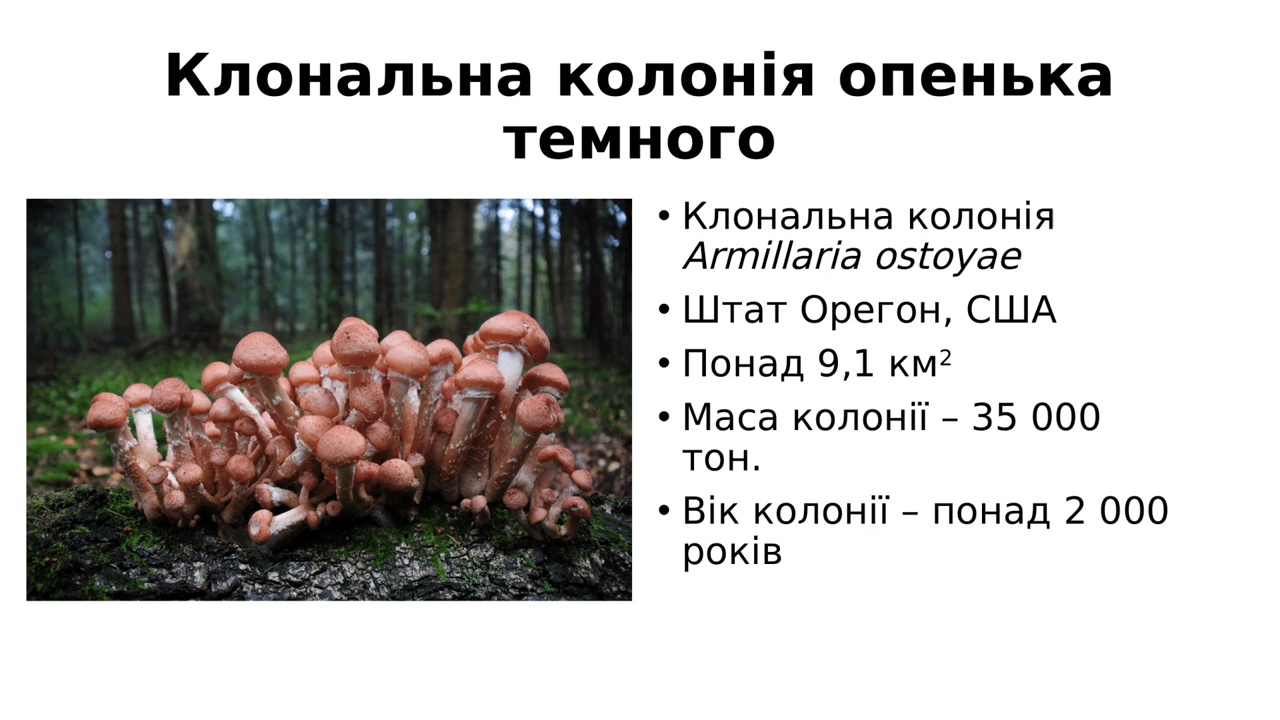 Клональна колонія опенька
темного
• Клональна колонія
Armillaria ostoyae
• Штат Орегон, США
• Понад 9,1 км²
• Маса колонії – 35 000
тон.
• Вік колонії – понад 2 000
років